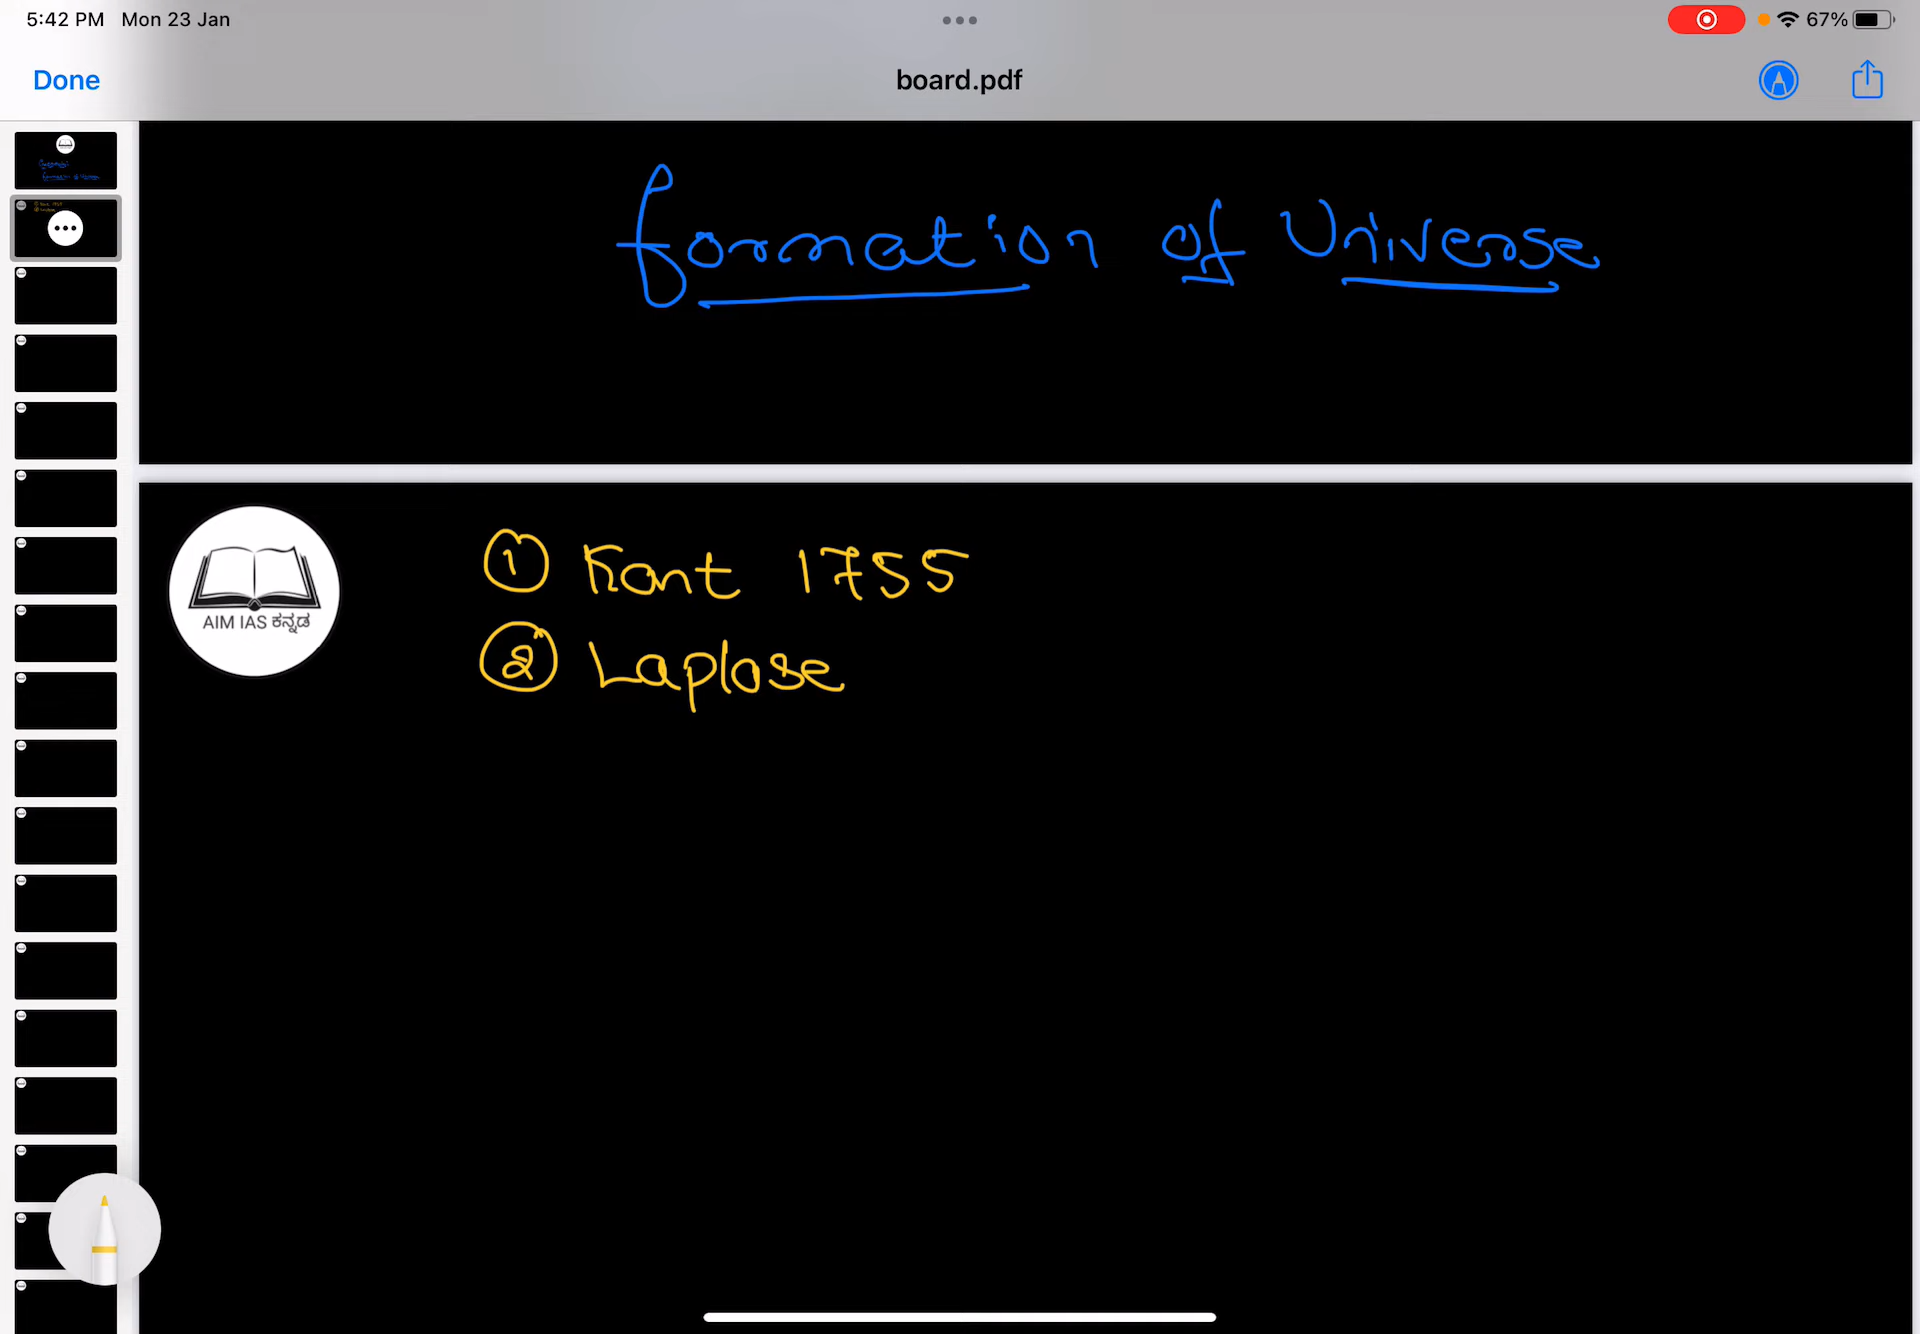 5:42 PM Mon 23 Jan
67%
Done
board.pdf
formation of Universe
AIM IAS ಕನ್ನಡ
① Kant 1755
② Laplase